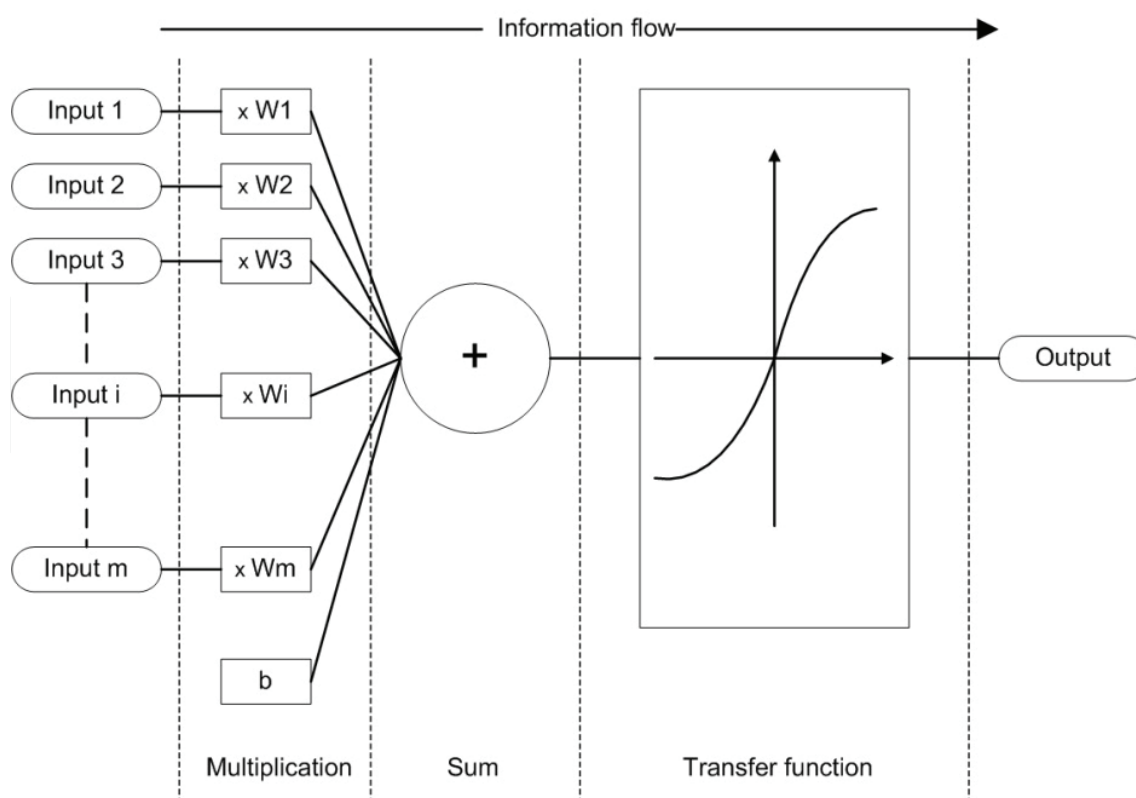 Information flow
Input 1
x W1
Input 2
x W2
Input 3
x W3
+
Output
Input i
x Wi
Input m
x Wm
b
Multiplication
Sum
Transfer function